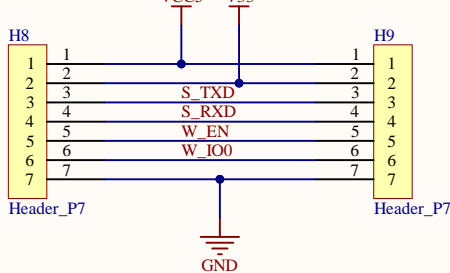 H8
H9
1 1 1 1
2 2 2 2
3 3 S_TXD 3 3
4 4 S_RXD 4 4
5 5 W_EN 5 5
6 6 W_IO0 6 6
7 7 7 7
Header_P7
Header_P7
GND